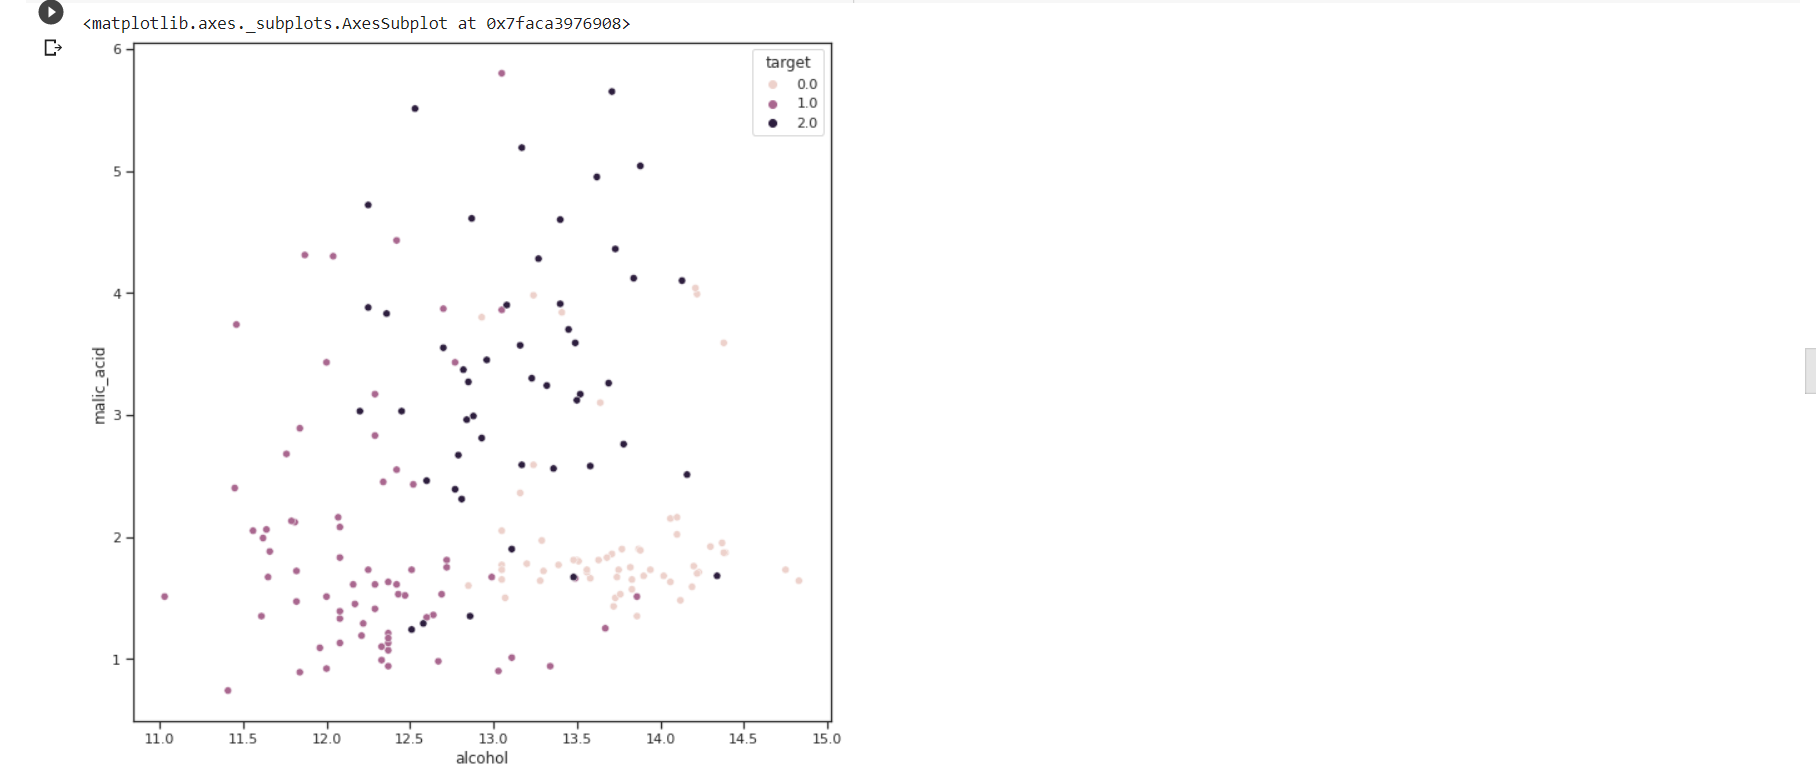 <matplotlib.axes._subplots.AxesSubplot at 0x7faca3976908>
target
0.0
1.0
2.0
6
5
4
3
2
1
malic_acid
11.0 11.5 12.0 12.5 13.0 13.5 14.0 14.5 15.0
alcohol